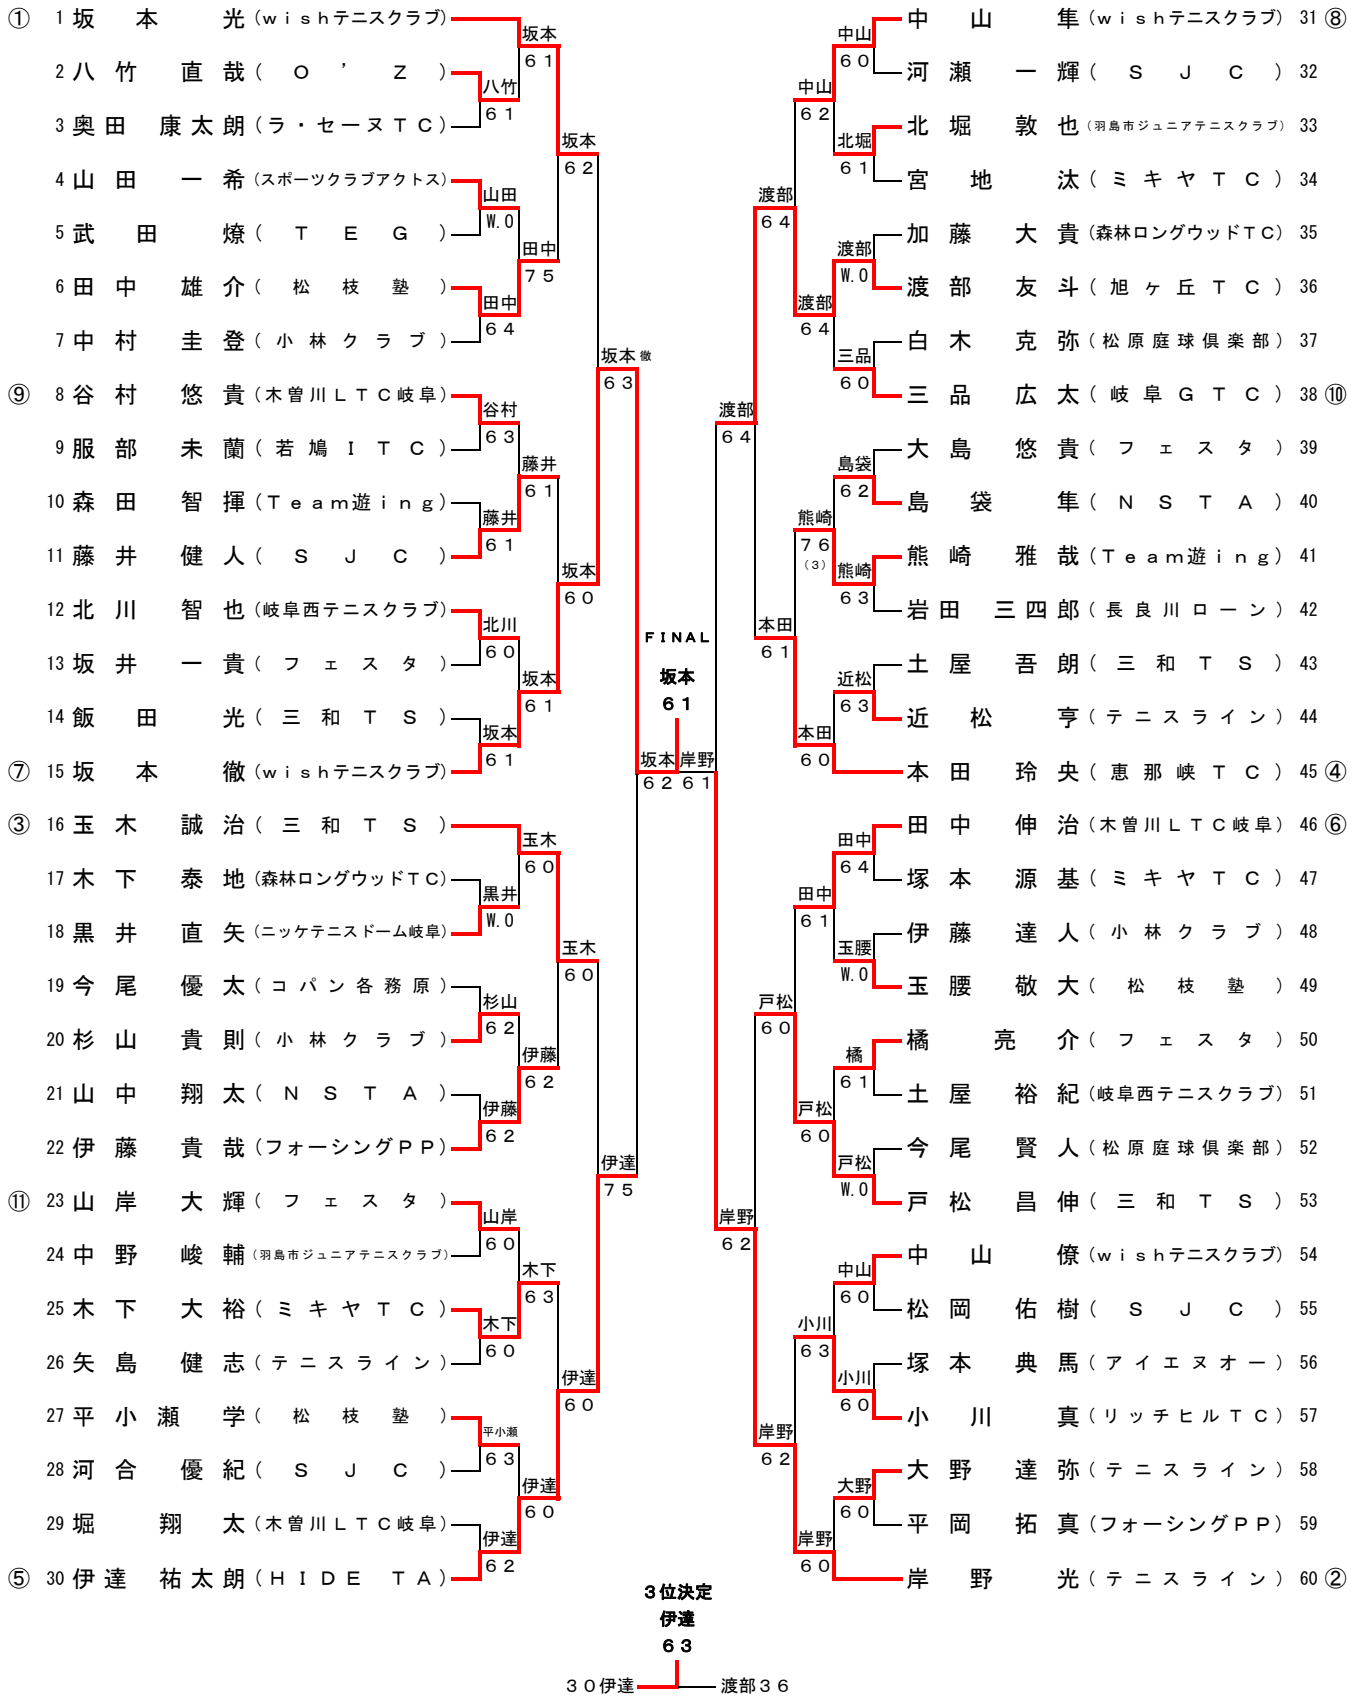 ① 1 坂本 光 (wishテニスクラブ)
2 八竹 直哉 (O'Z)
3 奥田 康太朗 (ラ・セーヌTC)
4 山田 一希 (スポーツクラブアクトス)
5 武田 燎 (TEG)
6 田中 雄介 (松枝塾)
7 中村 圭登 (小林クラブ)
⑨ 8 谷村 悠貴 (木曽川LTC岐阜)
9 服部 未蘭 (若鳩ITC)
10 森田 智揮 (Team遊ing)
11 藤井 健人 (SJC)
12 北川 智也 (岐阜西テニスクラブ)
13 坂井 一貴 (フェスタ)
14 飯田 光 (三和TS)
⑦ 15 坂本 徹 (wishテニスクラブ)
③ 16 玉木 誠治 (三和TS)
17 木下 泰地 (森林ロングウッドTC)
18 黒井 直矢 (ニッケテニスドーム岐阜)
19 今尾 優太 (コパン各務原)
20 杉山 貴則 (小林クラブ)
21 山中 翔太 (NSTA)
22 伊藤 貴哉 (フォーシングPP)
⑪ 23 山岸 大輝 (フェスタ)
24 中野 峻輔 (羽島市ジュニアテニスクラブ)
25 木下 大裕 (ミキヤTC)
26 矢島 健志 (テニスライン)
27 平小瀬 学 (松枝塾)
28 河合 優紀 (SJC)
29 堀 翔太 (木曽川LTC岐阜)
⑤ 30 伊達 祐太朗 (HIDE TA)
八竹
61
山田
W.0
田中
64
谷村
63
藤井
61
北川
60
坂本
61
黒井
W.0
杉山
62
伊藤
62
山岸
60
木下
60
平小瀬
63
伊達
62
坂本
61
田中
75
藤井
61
坂本
61
玉木
60
伊藤
62
木下
63
伊達
60
坂本
62
坂本
60
玉木
60
伊達
60
坂本 徹
63
伊達
75
坂本
62
FINAL
坂本
61
岸野
61
渡部
64
岸野
62
渡部
64
本田
61
戸松
60
岸野
62
中山
62
渡部
64
熊崎
76
(3)
本田
60
田中
61
戸松
60
小川
63
岸野
60
中山
60
北堀
61
渡部
W.0
三品
60
島袋
62
熊崎
63
近松
63
田中
64
玉腰
W.0
橘
61
戸松
W.0
中山
60
小川
60
大野
60
中山 隼 (wishテニスクラブ) 31 ⑧
河瀬 一輝 (SJC) 32
北堀 敦也 (羽島市ジュニアテニスクラブ) 33
宮地 汰 (ミキヤTC) 34
加藤 大貴 (森林ロングウッドTC) 35
渡部 友斗 (旭ヶ丘TC) 36
白木 克弥 (松原庭球倶楽部) 37
三品 広太 (岐阜GTC) 38 ⑩
大島 悠貴 (フェスタ) 39
島袋 隼 (NSTA) 40
熊崎 雅哉 (Team遊ing) 41
岩田 三四郎 (長良川ローン) 42
土屋 吾朗 (三和TS) 43
近松 亨 (テニスライン) 44
本田 玲央 (恵那峡TC) 45 ④
田中 伸治 (木曽川LTC岐阜) 46 ⑥
塚本 源基 (ミキヤTC) 47
伊藤 達人 (小林クラブ) 48
玉腰 敬大 (松枝塾) 49
橘 亮介 (フェスタ) 50
土屋 裕紀 (岐阜西テニスクラブ) 51
今尾 賢人 (松原庭球倶楽部) 52
戸松 昌伸 (三和TS) 53
中山 僚 (wishテニスクラブ) 54
松岡 佑樹 (SJC) 55
塚本 典馬 (アイエヌオー) 56
小川 真 (リッチヒルTC) 57
大野 達弥 (テニスライン) 58
平岡 拓真 (フォーシングPP) 59
岸野 光 (テニスライン) 60 ②
3位決定
伊達
63
30伊達 渡部36